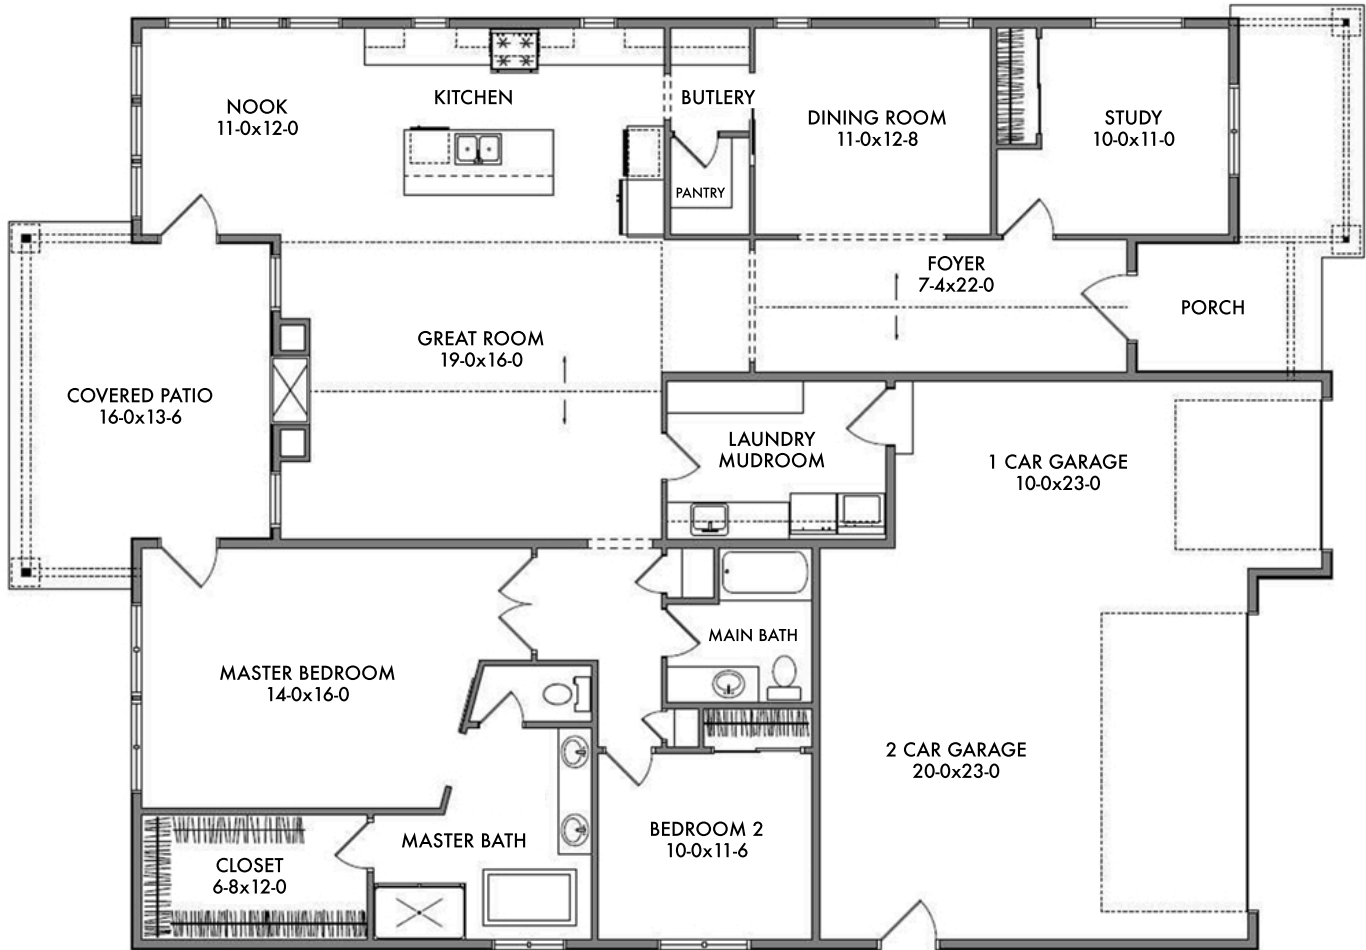 NOOK
11-0x12-0
KITCHEN
BUTLERY
DINING ROOM
11-0x12-8
STUDY
10-0x11-0
PANTRY
FOYER
7-4x22-0
PORCH
GREAT ROOM
19-0x16-0
COVERED PATIO
16-0x13-6
LAUNDRY
MUDROOM
1 CAR GARAGE
10-0x23-0
MAIN BATH
MASTER BEDROOM
14-0x16-0
2 CAR GARAGE
20-0x23-0
BEDROOM 2
10-0x11-6
MASTER BATH
CLOSET
6-8x12-0